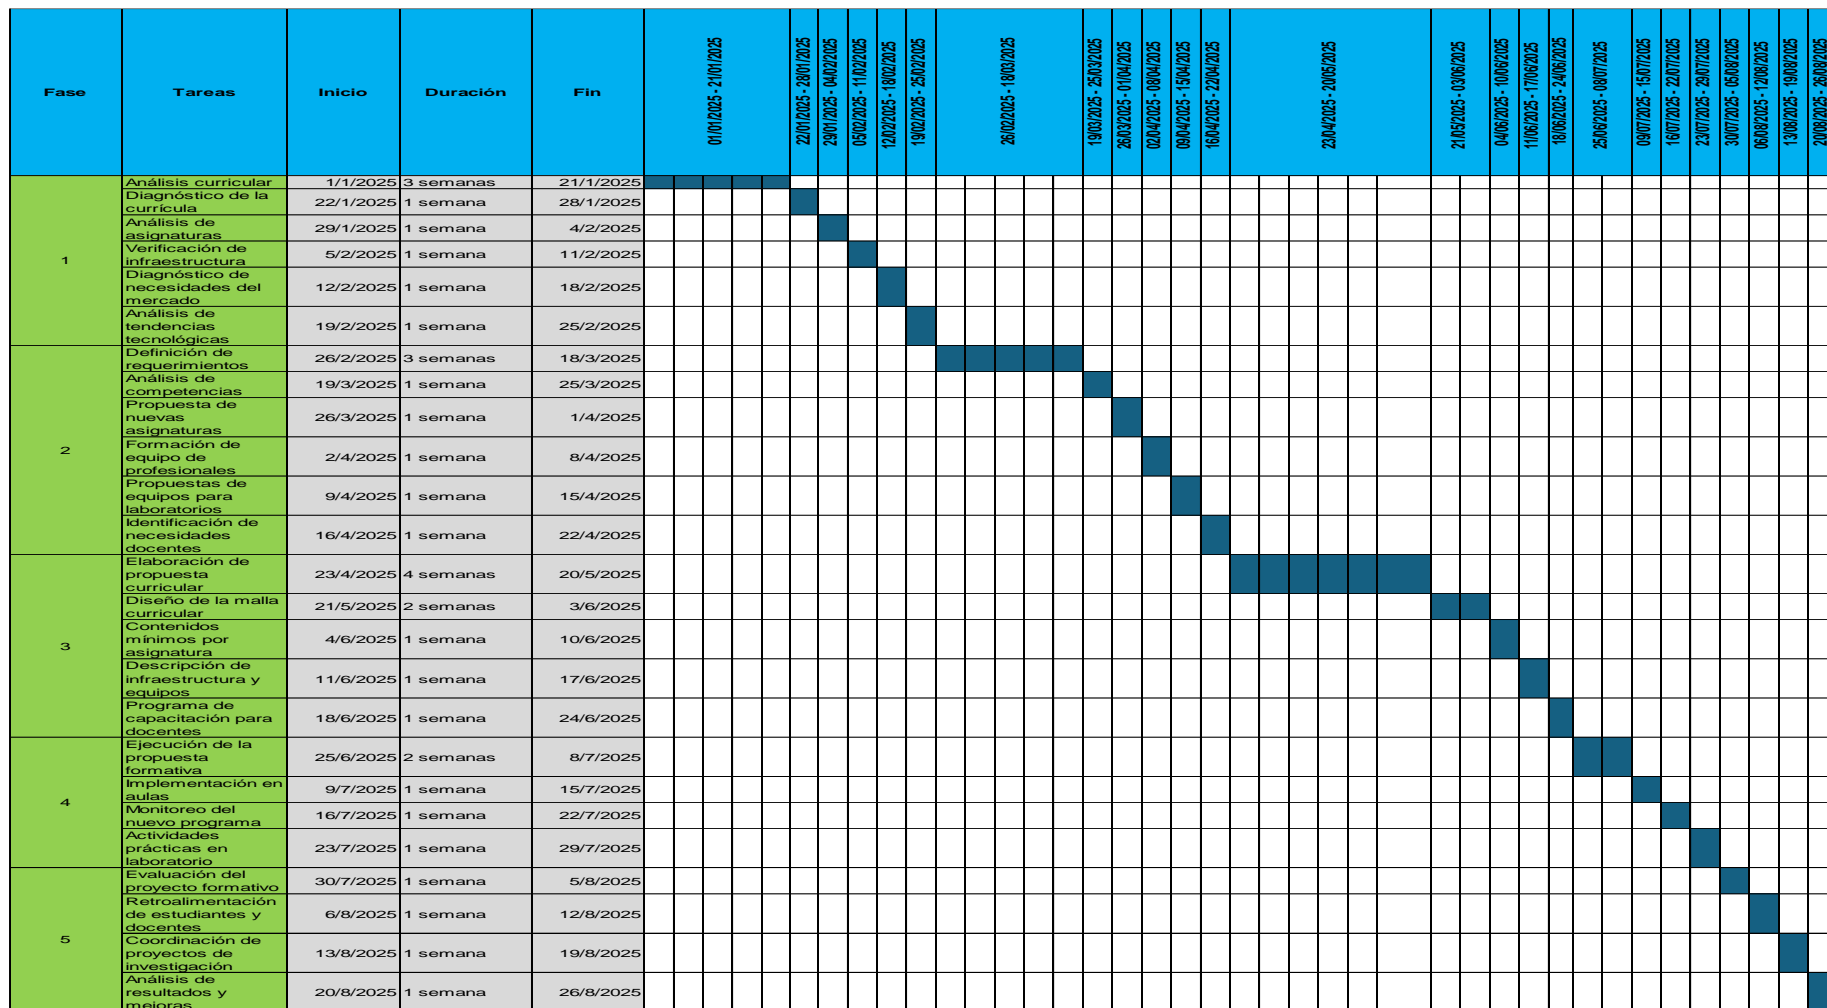 Fase Tareas Inicio Duración Fin 01/01/2025 - 21/01/2025 22/01/2025 - 28/01/2025 29/01/2025 - 04/02/2025 05/02/2025 - 11/02/2025 12/02/2025 - 18/02/2025 19/02/2025 - 25/02/2025 26/02/2025 - 18/03/2025 19/03/2025 - 25/03/2025 26/03/2025 - 01/04/2025 02/04/2025 - 08/04/2025 09/04/2025 - 15/04/2025 16/04/2025 - 22/04/2025 23/04/2025 - 20/05/2025 21/05/2025 - 03/06/2025 04/06/2025 - 10/06/2025 11/06/2025 - 17/06/2025 18/06/2025 - 24/06/2025 25/06/2025 - 08/07/2025 09/07/2025 - 15/07/2025 16/07/2025 - 22/07/2025 23/07/2025 - 29/07/2025 30/07/2025 - 05/08/2025 06/08/2025 - 12/08/2025 13/08/2025 - 19/08/2025 20/08/2025 - 26/08/2025
1
Análisis curricular 1/1/2025 3 semanas 21/1/2025
Diagnóstico de la
currícula 22/1/2025 1 semana 28/1/2025
Análisis de
asignaturas 29/1/2025 1 semana 4/2/2025
Verificación de
infraestructura 5/2/2025 1 semana 11/2/2025
Diagnóstico de
necesidades del 12/2/2025 1 semana 18/2/2025
mercado
Análisis de
tendencias 19/2/2025 1 semana 25/2/2025
tecnológicas
2
Definición de
requerimientos 26/2/2025 3 semanas 18/3/2025
Análisis de
competencias 19/3/2025 1 semana 25/3/2025
Propuesta de
nuevas 26/3/2025 1 semana 1/4/2025
asignaturas
Formación de
equipo de 2/4/2025 1 semana 8/4/2025
profesionales
Propuestas de
equipos para 9/4/2025 1 semana 15/4/2025
laboratorios
Identificación de
necesidades 16/4/2025 1 semana 22/4/2025
docentes
3
Elaboración de
propuesta 23/4/2025 4 semanas 20/5/2025
curricular
Diseño de la malla
curricular 21/5/2025 2 semanas 3/6/2025
Contenidos
mínimos por 4/6/2025 1 semana 10/6/2025
asignatura
Descripción de
infraestructura y 11/6/2025 1 semana 17/6/2025
equipos
Programa de
capacitación para 18/6/2025 1 semana 24/6/2025
docentes
4
Ejecución de la
propuesta 25/6/2025 2 semanas 8/7/2025
formativa
Implementación en
aulas 9/7/2025 1 semana 15/7/2025
Monitoreo del
nuevo programa 16/7/2025 1 semana 22/7/2025
Actividades
prácticas en 23/7/2025 1 semana 29/7/2025
laboratorio
5
Evaluación del
proyecto formativo 30/7/2025 1 semana 5/8/2025
Retroalimentación
de estudiantes y 6/8/2025 1 semana 12/8/2025
docentes
Coordinación de
proyectos de 13/8/2025 1 semana 19/8/2025
investigación
Análisis de
resultados y 20/8/2025 1 semana 26/8/2025
mejoras